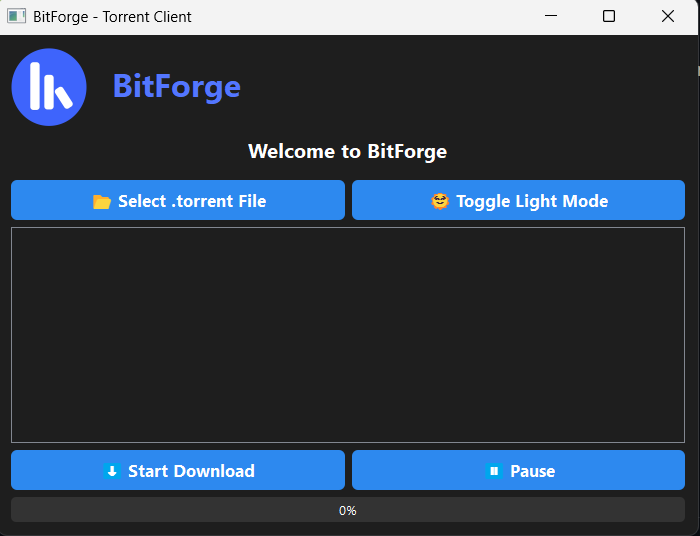 BitForge - Torrent Client
BitForge
Welcome to BitForge
Select .torrent File
Toggle Light Mode
Start Download
Pause
0%